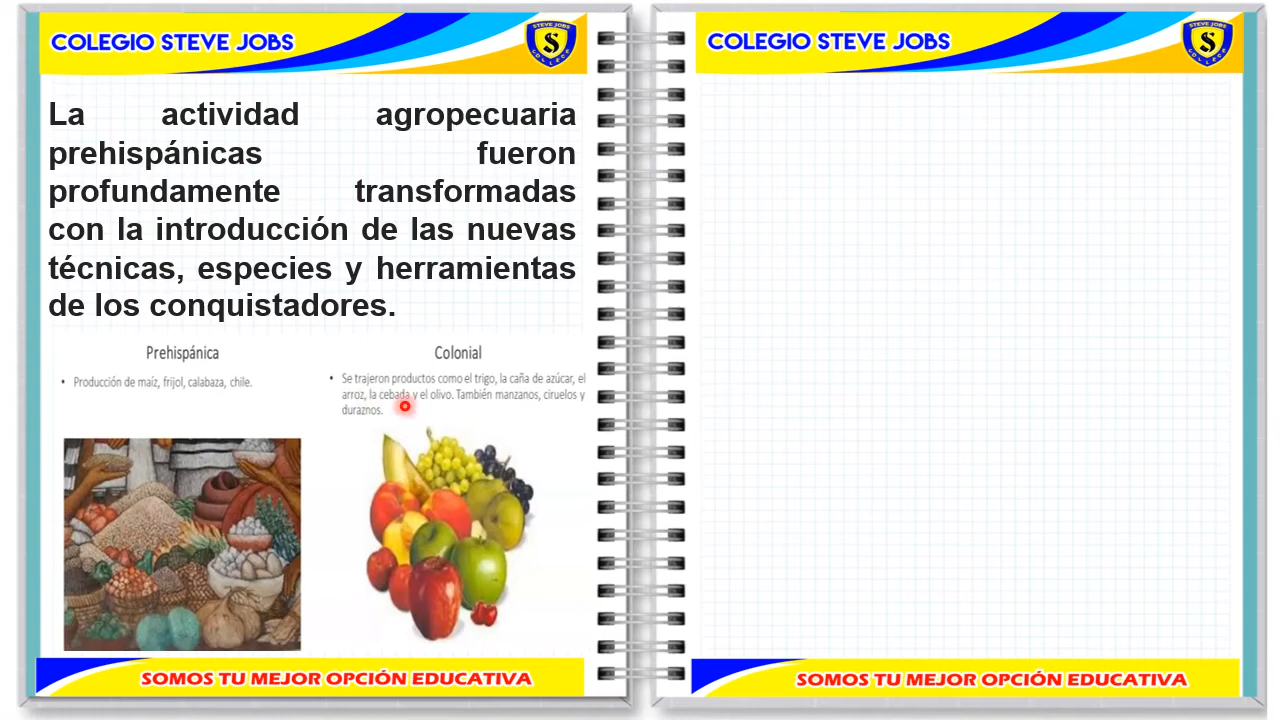 COLEGIO STEVE JOBS
STEVE JOBS
S
COLLEGE
La actividad agropecuaria
prehispánicas fueron
profundamente transformadas
con la introducción de las nuevas
técnicas, especies y herramientas
de los conquistadores.
Prehispánica
• Producción de maíz, frijol, calabaza, chile.
Colonial
• Se trajeron productos como el trigo, la caña de azúcar, el
arroz, la cebada y el olivo. También manzanos, ciruelos y
duraznos.
SOMOS TU MEJOR OPCIÓN EDUCATIVA
COLEGIO STEVE JOBS
STEVE JOBS
S
COLLEGE
SOMOS TU MEJOR OPCIÓN EDUCATIVA